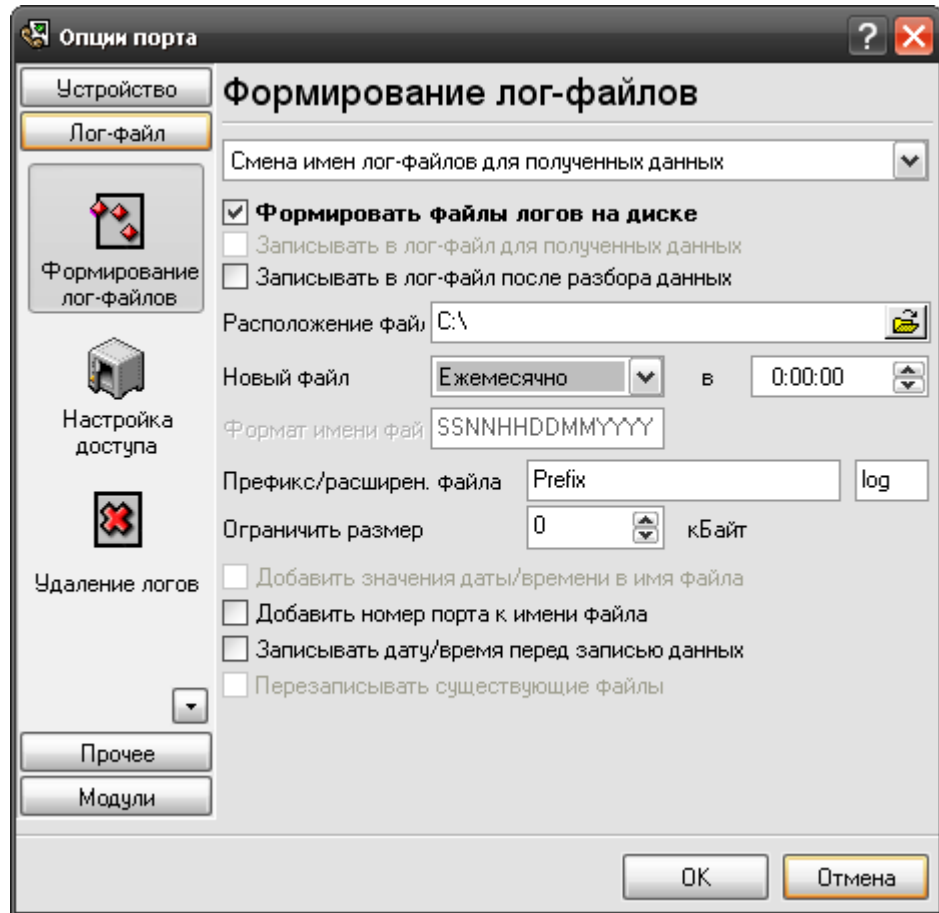 Опции порта
?
Устройство
Лог-файл
Формирование
лог-файлов
Настройка
доступа
Удаление логов
Прочее
Модули
Формирование лог-файлов
Смена имен лог-файлов для полученных данных
Формировать файлы логов на диске
Записывать в лог-файл для полученных данных
Записывать в лог-файл после разбора данных
Расположение фай C:\
Новый файл Ежемесячно в 0:00:00
Формат имени фай SSNNHHDDMMYYYY
Префикс/расширен. файла Prefix log
Ограничить размер 0 кБайт
Добавить значения даты/времени в имя файла
Добавить номер порта к имени файла
Записывать дату/время перед записью данных
Перезаписывать существующие файлы
OK Отмена